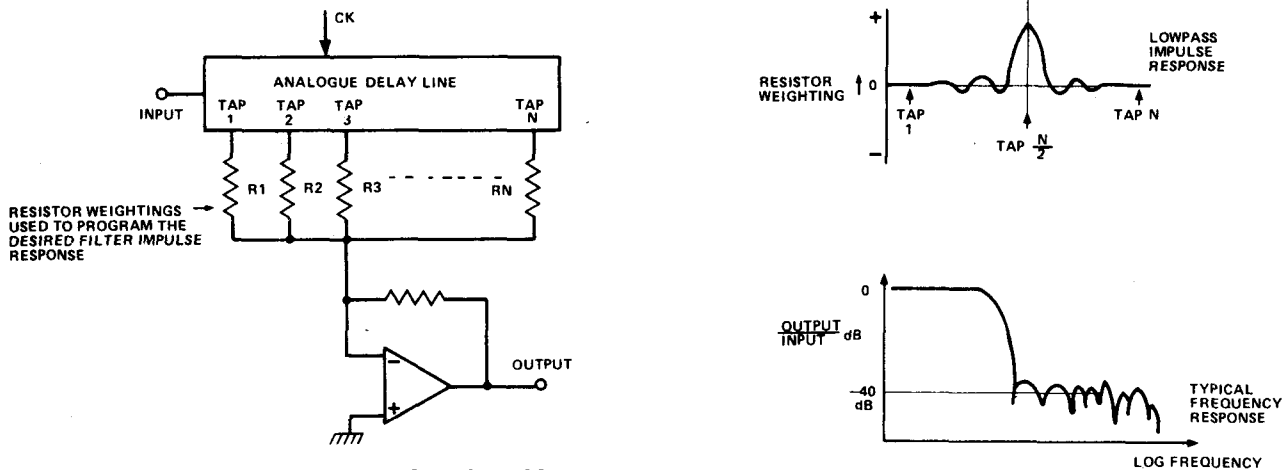 CK
ANALOGUE DELAY LINE
INPUT
TAP
1
TAP
2
TAP
3
TAP
N
R1
R2
R3
RN
RESISTOR WEIGHTINGS
USED TO PROGRAM THE
DESIRED FILTER IMPULSE
RESPONSE
−
+
OUTPUT
+
RESISTOR
WEIGHTING
0
−
TAP
1
TAP N/2
TAP N
LOWPASS
IMPULSE
RESPONSE
0
OUTPUT
INPUT dB
−40
dB
TYPICAL
FREQUENCY
RESPONSE
LOG FREQUENCY